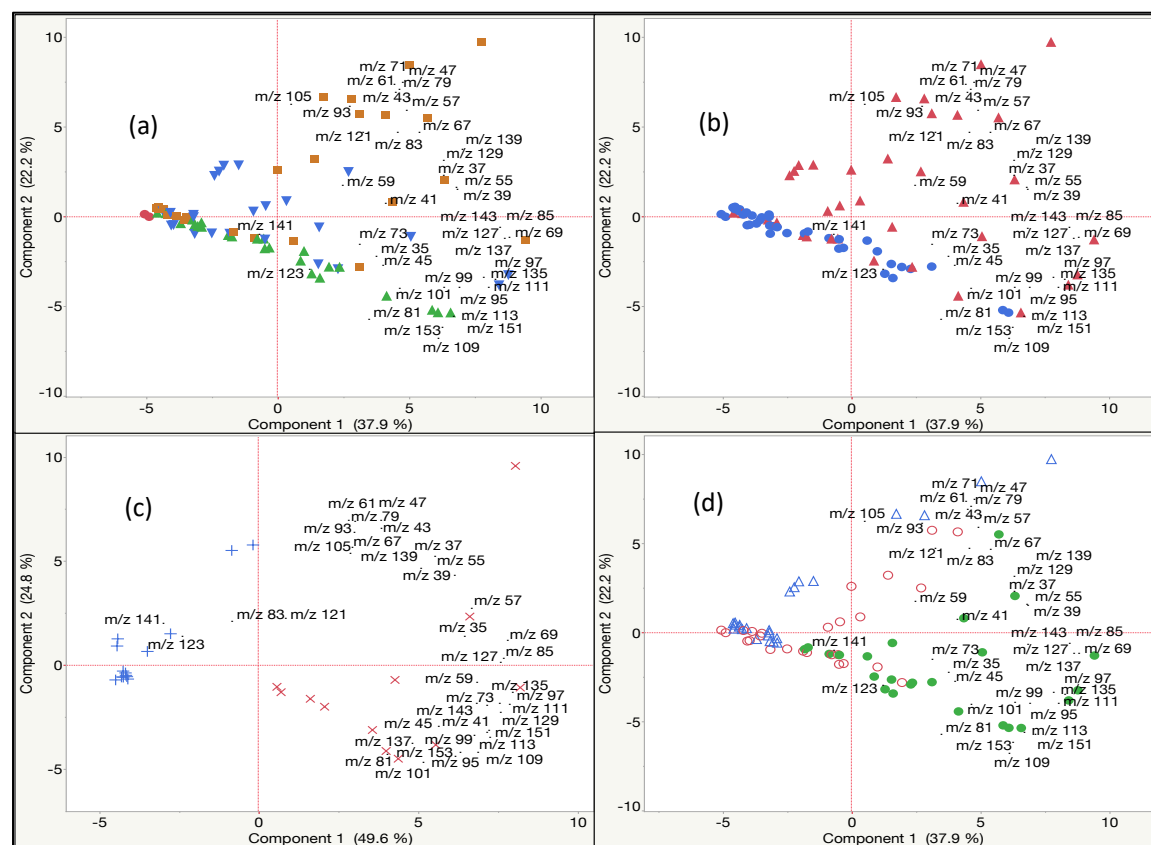 (a)
10
5
0
-5
-10
Component 2 (22.2 %)
m/z 71
m/z 47
m/z 61
m/z 79
m/z 105
m/z 43
m/z 57
m/z 93
m/z 67
m/z 121
m/z 83
m/z 139
m/z 129
m/z 37
m/z 59
m/z 55
m/z 41
m/z 39
m/z 143
m/z 85
m/z 141
m/z 73
m/z 127
m/z 69
m/z 35
m/z 137
m/z 45
m/z 97
m/z 123
m/z 99
m/z 135
m/z 101
m/z 111
m/z 95
m/z 81
m/z 113
m/z 153
m/z 151
m/z 109
-5
0
5
10
Component 1 (37.9 %)
(b)
10
5
0
-5
-10
Component 2 (22.2 %)
m/z 71
m/z 47
m/z 61
m/z 79
m/z 105
m/z 43
m/z 57
m/z 93
m/z 67
m/z 121
m/z 83
m/z 139
m/z 129
m/z 37
m/z 59
m/z 55
m/z 41
m/z 39
m/z 143
m/z 85
m/z 141
m/z 73
m/z 127
m/z 69
m/z 35
m/z 137
m/z 45
m/z 97
m/z 123
m/z 99
m/z 135
m/z 101
m/z 111
m/z 95
m/z 81
m/z 113
m/z 153
m/z 151
m/z 109
-5
0
5
10
Component 1 (37.9 %)
(c)
10
5
0
-5
Component 2 (24.8 %)
m/z 61
m/z 47
m/z 79
m/z 93
m/z 43
m/z 105
m/z 67
m/z 37
m/z 139
m/z 55
m/z 39
m/z 57
m/z 141
m/z 83
m/z 121
m/z 123
m/z 35
m/z 69
m/z 127
m/z 85
m/z 59
m/z 135
m/z 73
m/z 97
m/z 143
m/z 111
m/z 45
m/z 41
m/z 129
m/z 151
m/z 137
m/z 99
m/z 113
m/z 153
m/z 81
m/z 95
m/z 101
-5
0
5
10
Component 1 (49.6 %)
(d)
10
5
0
-5
-10
Component 2 (22.2 %)
m/z 71
m/z 47
m/z 61
m/z 79
m/z 105
m/z 43
m/z 57
m/z 93
m/z 67
m/z 121
m/z 83
m/z 139
m/z 129
m/z 37
m/z 59
m/z 55
m/z 41
m/z 39
m/z 143
m/z 85
m/z 141
m/z 73
m/z 127
m/z 69
m/z 35
m/z 137
m/z 45
m/z 97
m/z 123
m/z 99
m/z 135
m/z 101
m/z 111
m/z 95
m/z 81
m/z 113
m/z 153
m/z 151
m/z 109
-5
0
5
10
Component 1 (37.9 %)